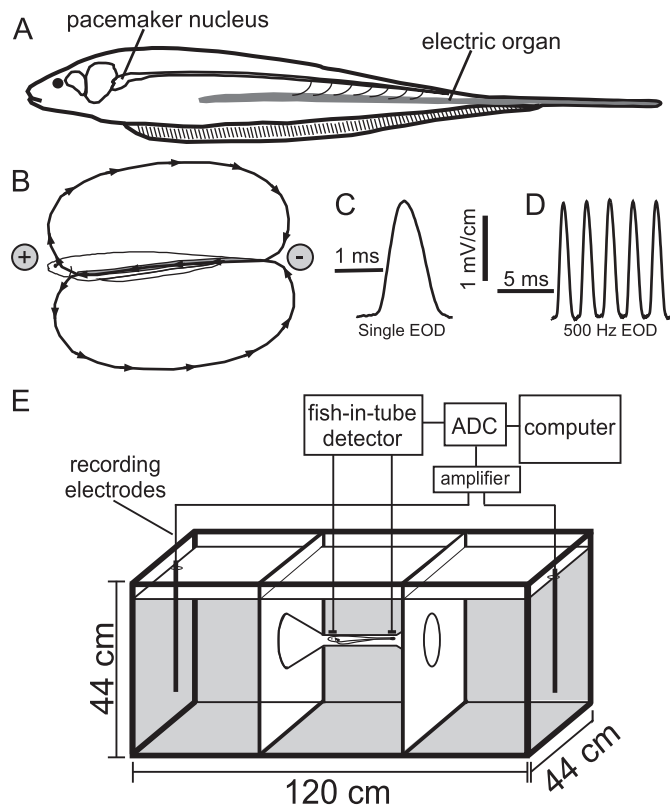 A
pacemaker nucleus
electric organ
B
+
-
C
1 ms
Single EOD
1 mV/cm
D
5 ms
500 Hz EOD
E
fish-in-tube
detector
ADC
computer
amplifier
recording
electrodes
44 cm
120 cm
44 cm